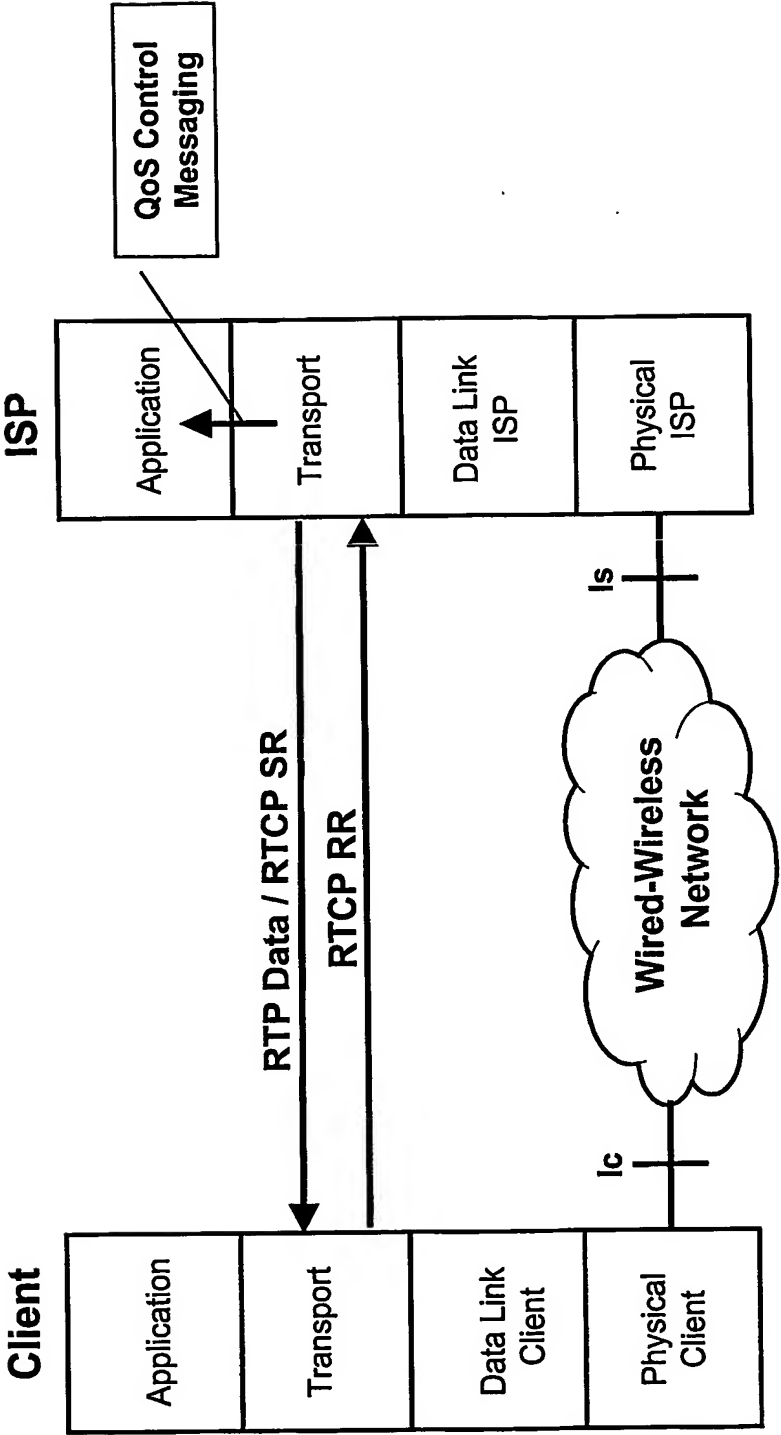 Client
Application
Transport
Data Link
Client
Physical
Client
RTP Data / RTCP SR
RTCP RR
Ic
Wired-Wireless
Network
Is
ISP
Application
Transport
Data Link
ISP
Physical
ISP
QoS Control
Messaging